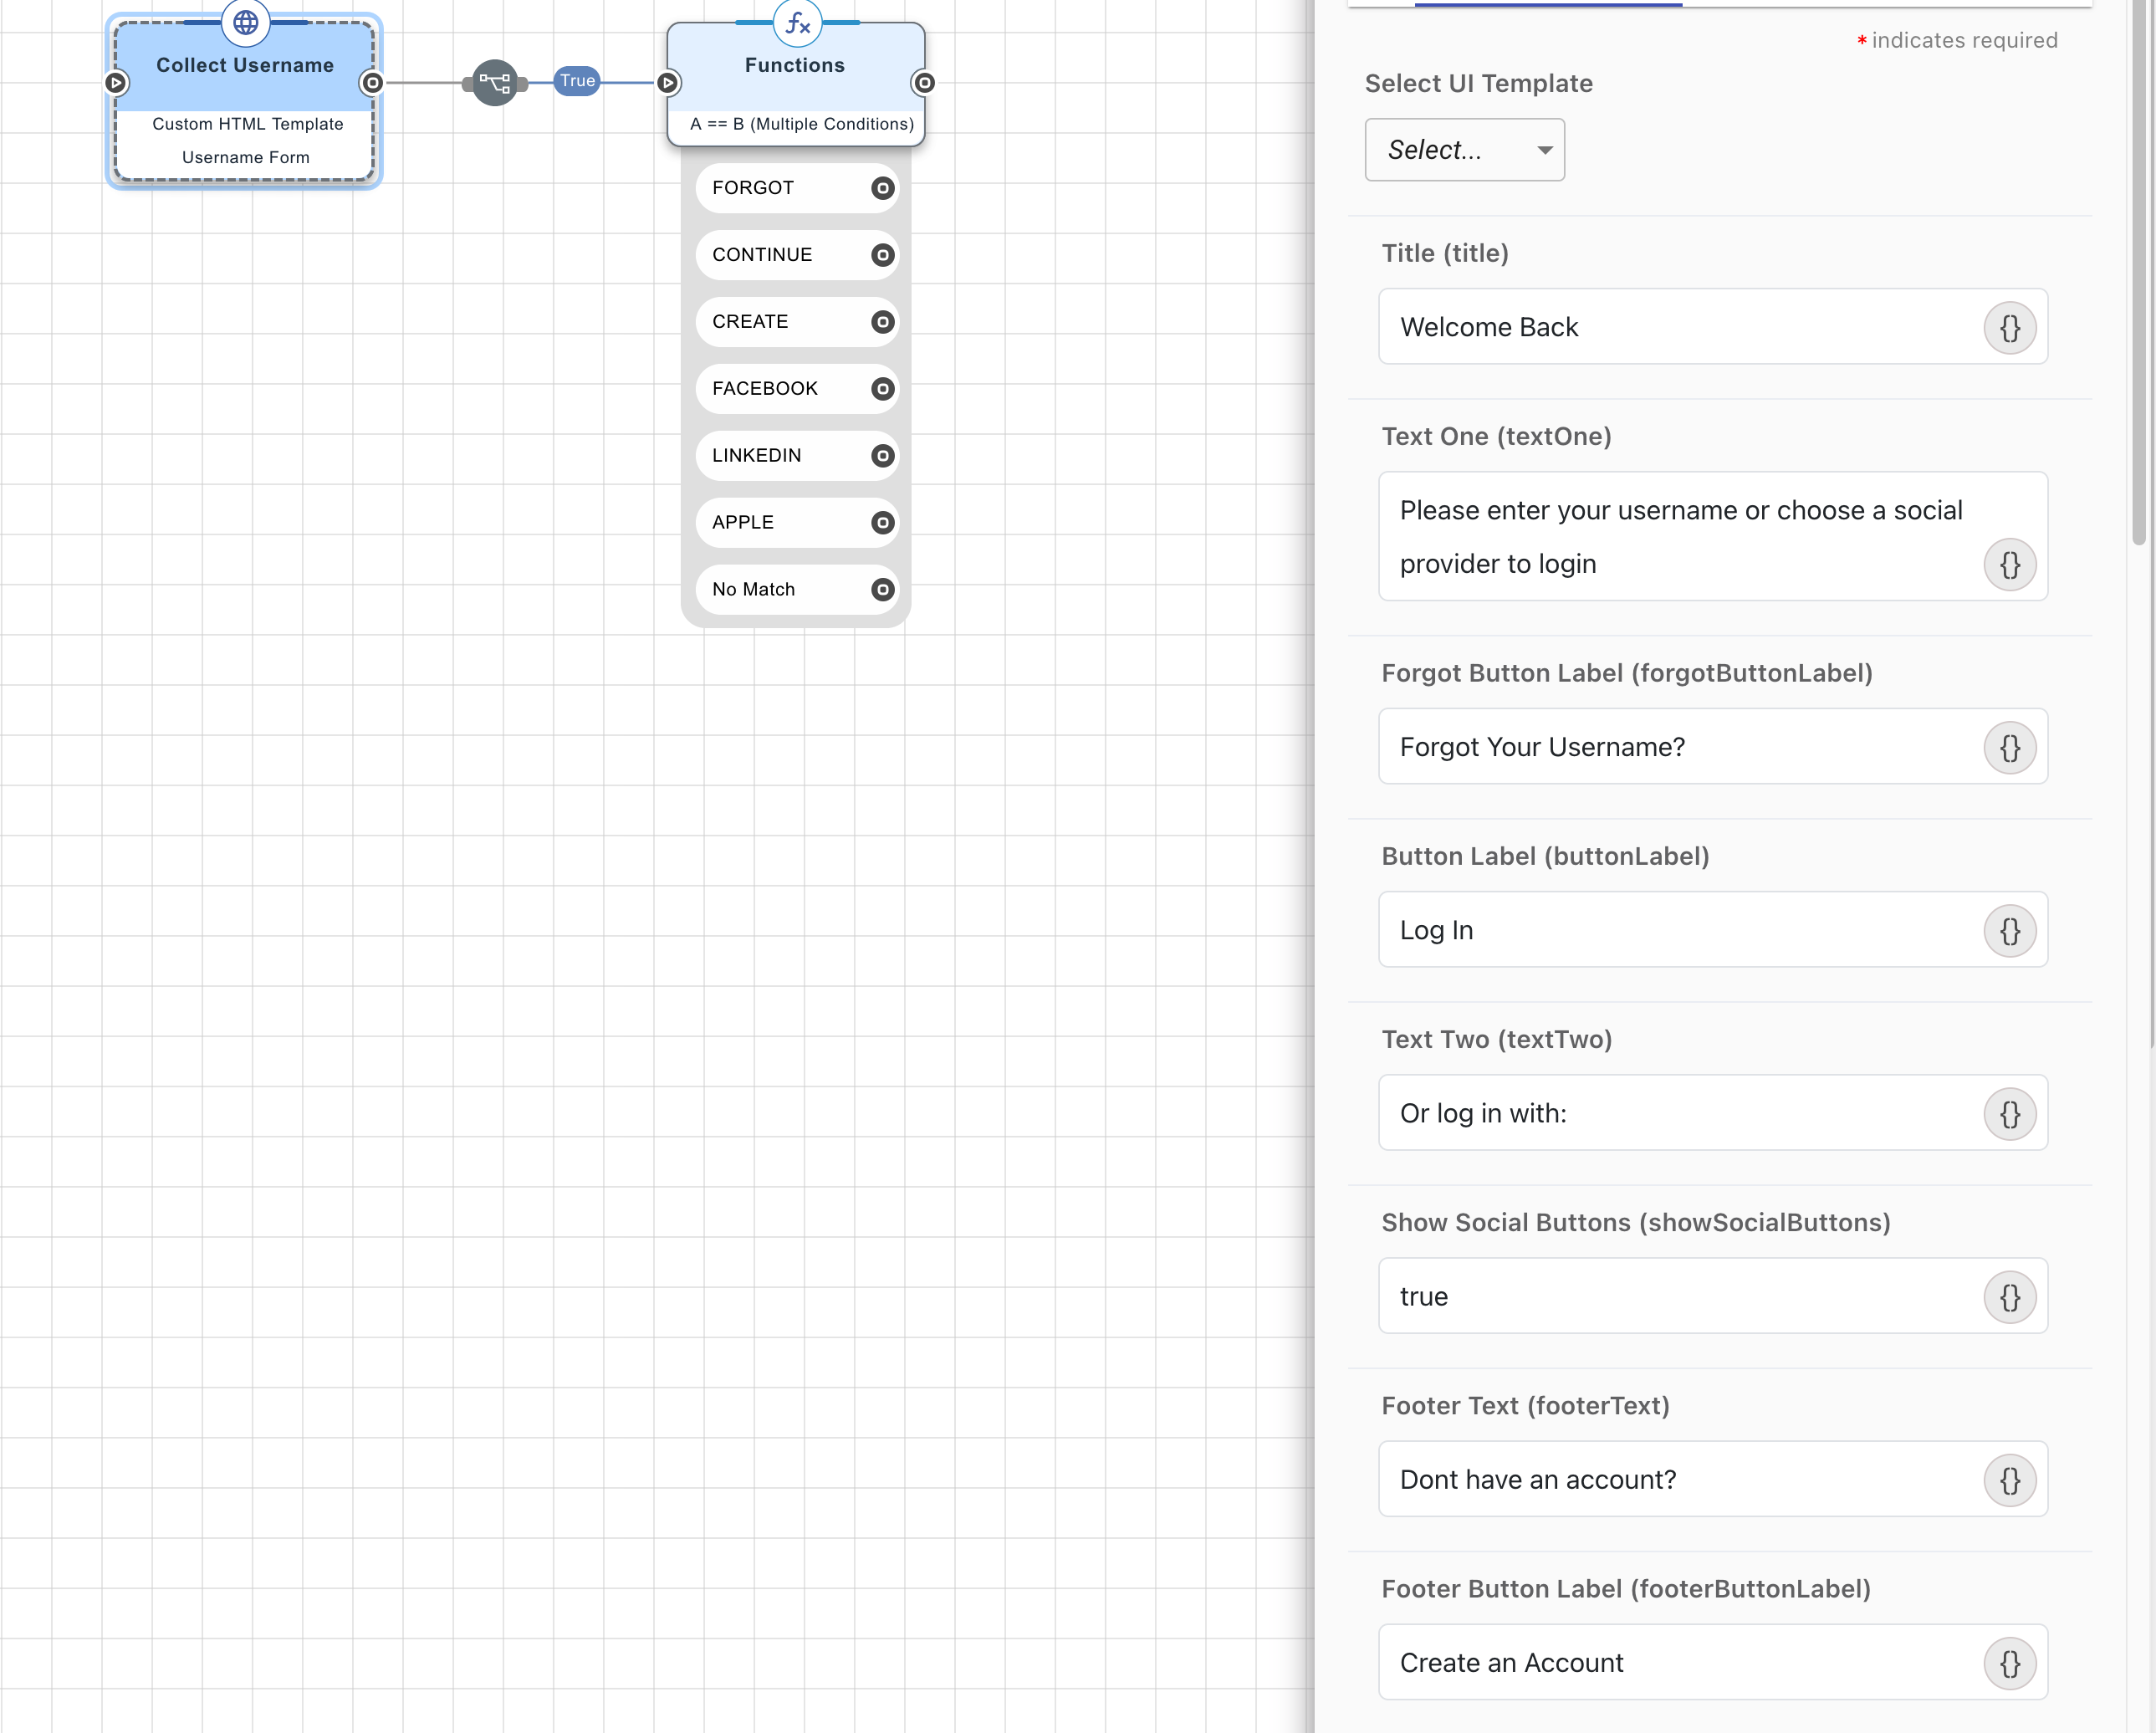 Collect Username
Custom HTML Template
Username Form
True
Functions
A == B (Multiple Conditions)
FORGOT
CONTINUE
CREATE
FACEBOOK
LINKEDIN
APPLE
No Match
* indicates required
Select UI Template
Select...
Title (title)
Welcome Back
{}
Text One (textOne)
Please enter your username or choose a social
provider to login
{}
Forgot Button Label (forgotButtonLabel)
Forgot Your Username?
{}
Button Label (buttonLabel)
Log In
{}
Text Two (textTwo)
Or log in with:
{}
Show Social Buttons (showSocialButtons)
true
{}
Footer Text (footerText)
Dont have an account?
{}
Footer Button Label (footerButtonLabel)
Create an Account
{}